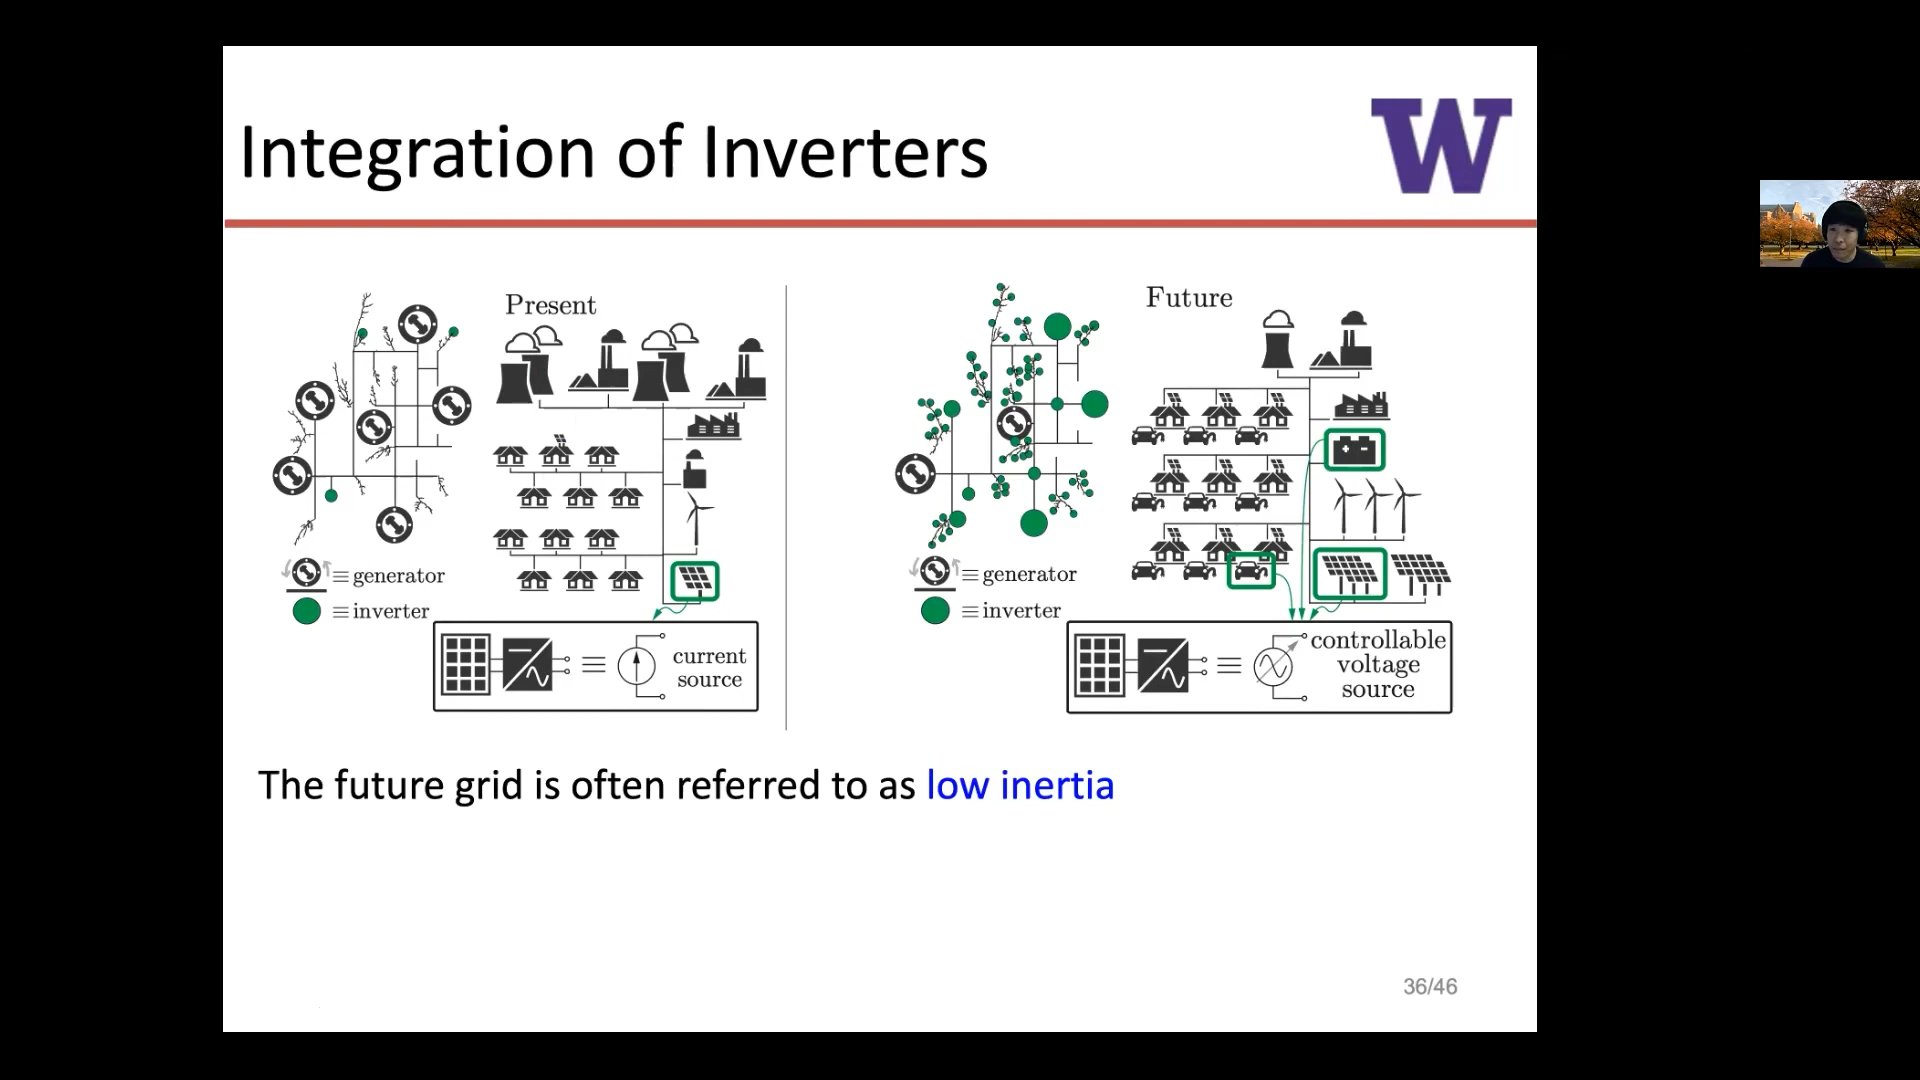 Integration of Inverters
W
Present
≡ generator
≡ inverter
≡
current
source
Future
≡ generator
≡ inverter
≡
controllable
voltage
source
The future grid is often referred to as low inertia
36/46